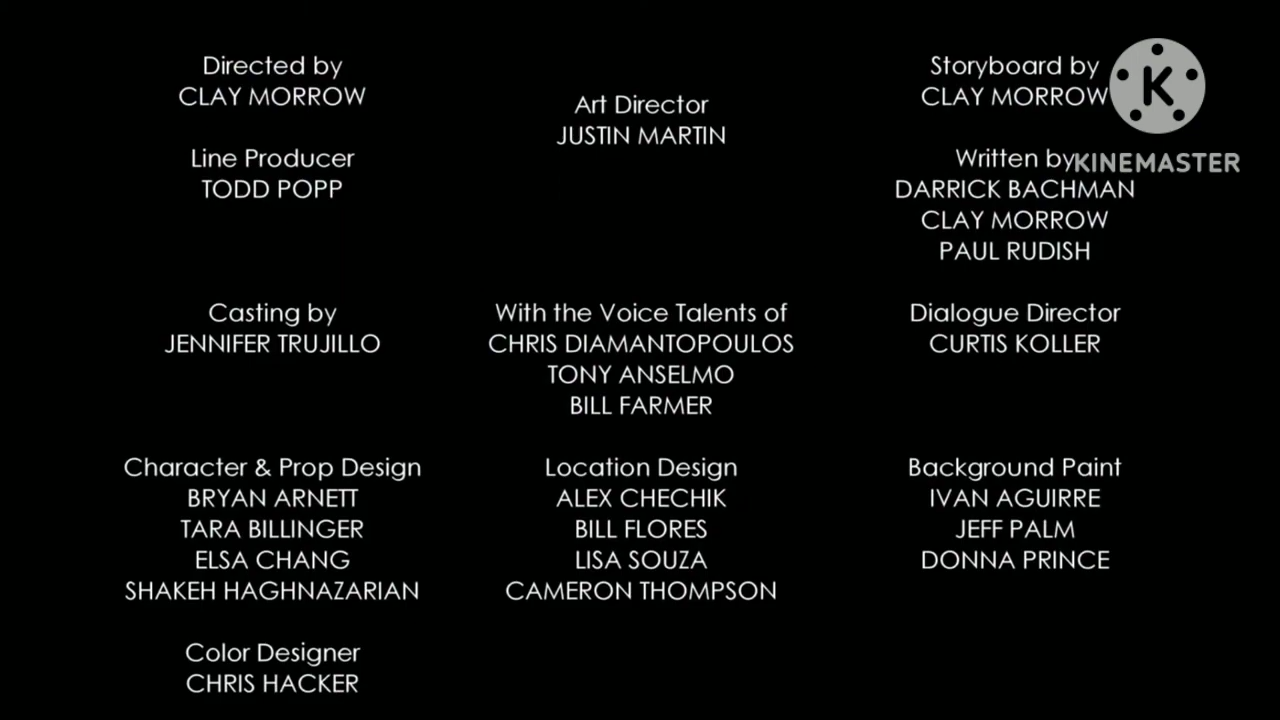 Directed by
CLAY MORROW
Line Producer
TODD POPP
Art Director
JUSTIN MARTIN
Storyboard by
CLAY MORROW
Written by
DARRICK BACHMAN
CLAY MORROW
PAUL RUDISH
K
KINEMASTER
Casting by
JENNIFER TRUJILLO
With the Voice Talents of
CHRIS DIAMANTOPOULOS
TONY ANSELMO
BILL FARMER
Dialogue Director
CURTIS KOLLER
Character & Prop Design
BRYAN ARNETT
TARA BILLINGER
ELSA CHANG
SHAKEH HAGHNAZARIAN
Location Design
ALEX CHECHIK
BILL FLORES
LISA SOUZA
CAMERON THOMPSON
Background Paint
IVAN AGUIRRE
JEFF PALM
DONNA PRINCE
Color Designer
CHRIS HACKER